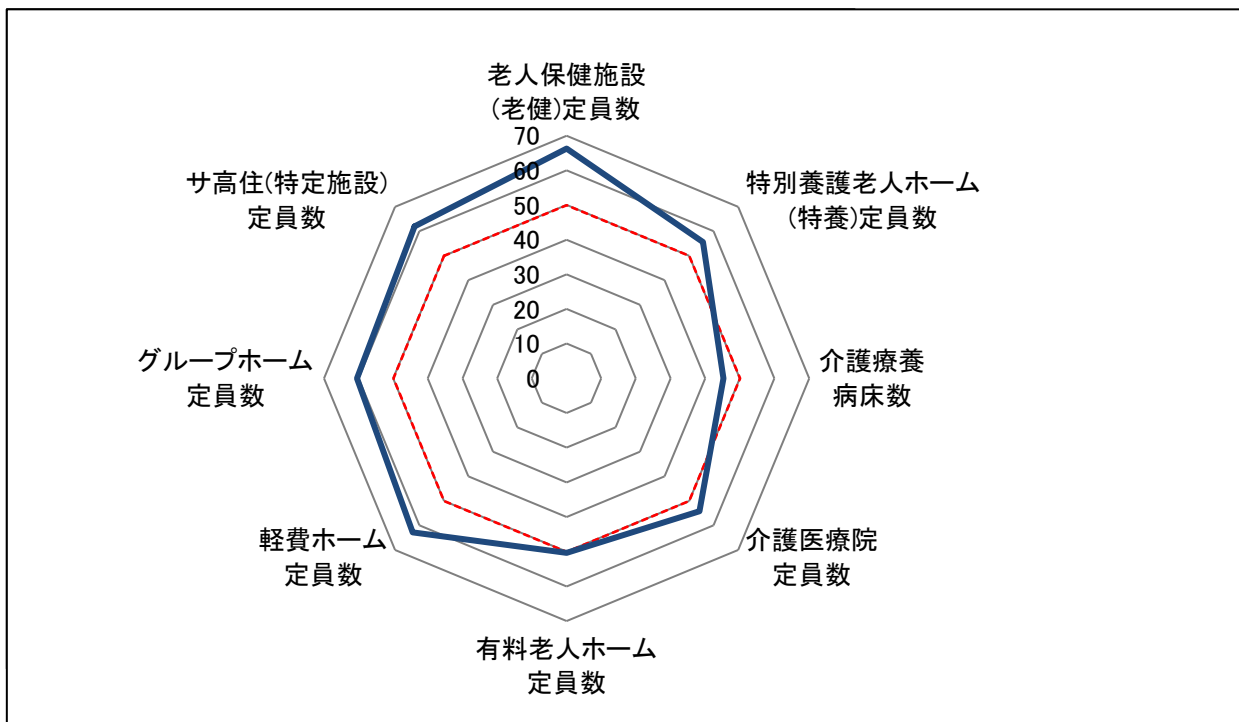 老人保健施設
(老健)定員数
70
60
50
40
30
20
10
0
特別養護老人ホーム
(特養)定員数
介護療養
病床数
介護医療院
定員数
有料老人ホーム
定員数
軽費ホーム
定員数
グループホーム
定員数
サ高住(特定施設)
定員数